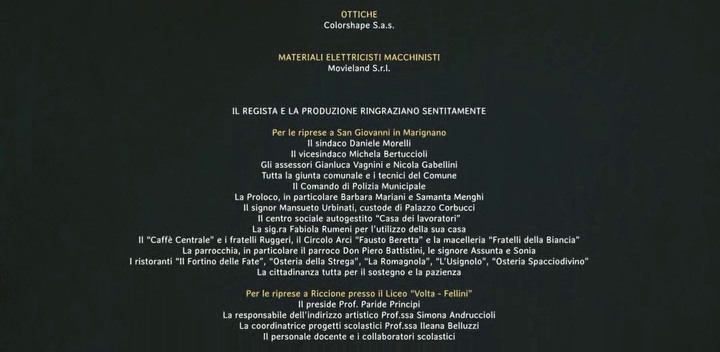 OTTICHE
Colorshape S.a.s.
MATERIALI ELETTRICISTI MACCHINISTI
Movieland S.r.l.
IL REGISTA E LA PRODUZIONE RINGRAZIANO SENTITAMENTE
Per le riprese a San Giovanni in Marignano
Il sindaco Daniele Morelli
Il vicesindaco Michela Bertuccioli
Gli assessori Gianluca Vagnini e Nicola Gabellini
Tutta la giunta comunale e i tecnici del Comune
Il Comando di Polizia Municipale
La Proloco, in particolare Barbara Mariani e Samanta Menghi
Il signor Mansueto Urbinati, custode di Palazzo Corbucci
Il centro sociale autogestito “Casa dei lavoratori”
La sig.ra Fabiola Rumeni per l'utilizzo della sua casa
Il “Caffè Centrale” e i fratelli Ruggeri, il Circolo Arci “Fausto Beretta” e la macelleria “Fratelli della Biancia”
La parrocchia, in particolare il parroco Don Piero Battistini, le signore Assunta e Sonia
I ristoranti “Il Fortino delle Fate”, “Osteria della Strega”, “La Romagnola”, “L'Usignolo”, “Osteria Spacciodivino”
La cittadinanza tutta per il sostegno e la pazienza
Per le riprese a Riccione presso il Liceo “Volta - Fellini”
Il preside Prof. Paride Principi
La responsabile dell'indirizzo artistico Prof.ssa Simona Andruccioli
La coordinatrice progetti scolastici Prof.ssa Ileana Belluzzi
Il personale docente e i collaboratori scolastici